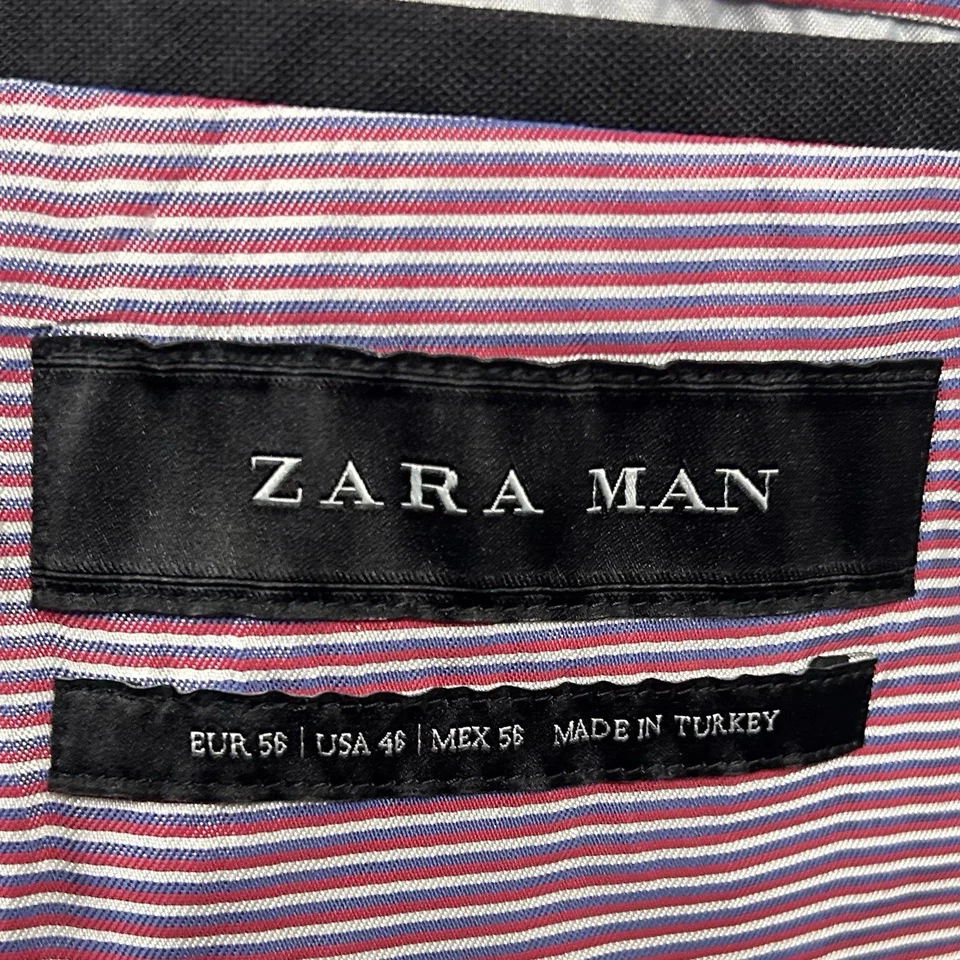 ZARA MAN
EUR 56 | USA 46 | MEX 56 MADE IN TURKEY